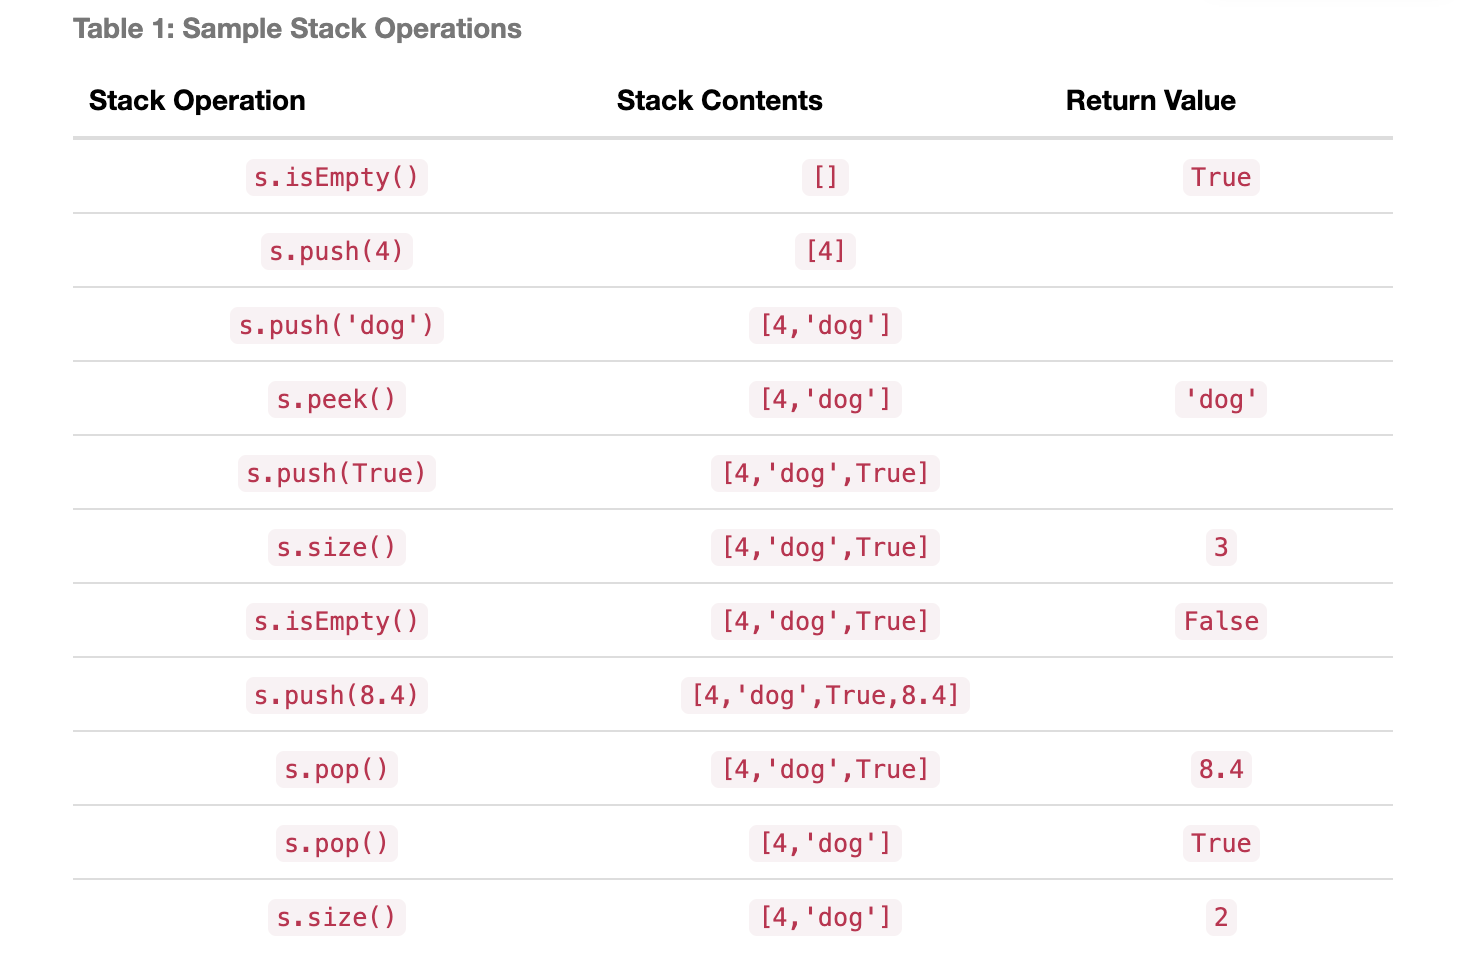 Table 1: Sample Stack Operations
Stack Operation Stack Contents Return Value
s.isEmpty() [] True
s.push(4) [4]
s.push('dog') [4,'dog']
s.peek() [4,'dog'] 'dog'
s.push(True) [4,'dog',True]
s.size() [4,'dog',True] 3
s.isEmpty() [4,'dog',True] False
s.push(8.4) [4,'dog',True,8.4]
s.pop() [4,'dog',True] 8.4
s.pop() [4,'dog'] True
s.size() [4,'dog'] 2